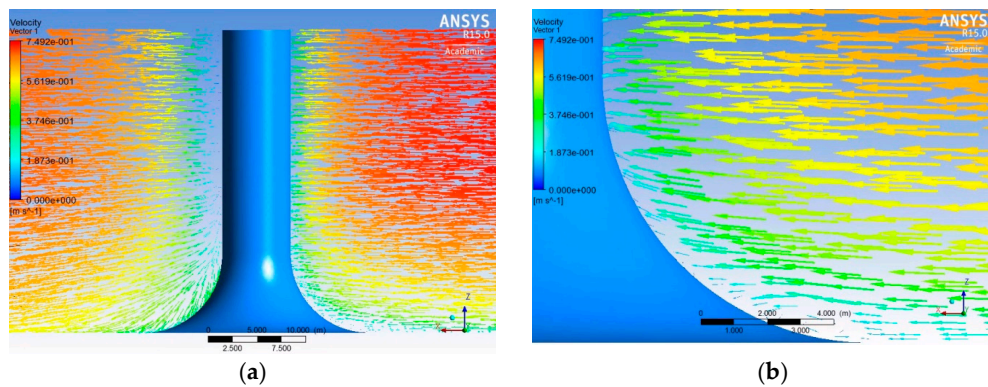 Velocity
Vector 1
7.492e-001
5.619e-001
3.746e-001
1.873e-001
0.000e+000
[m s^-1]
ANSYS
R15.0
Academic
Z
X
0
5.000
10.000 (m)
2.500
7.500
(a)
Velocity
Vector 1
7.492e-001
5.619e-001
3.746e-001
1.873e-001
0.000e+000
[m s^-1]
ANSYS
R15.0
Academic
Z
X
Y
0
2.000
4.000 (m)
1.000
3.000
(b)